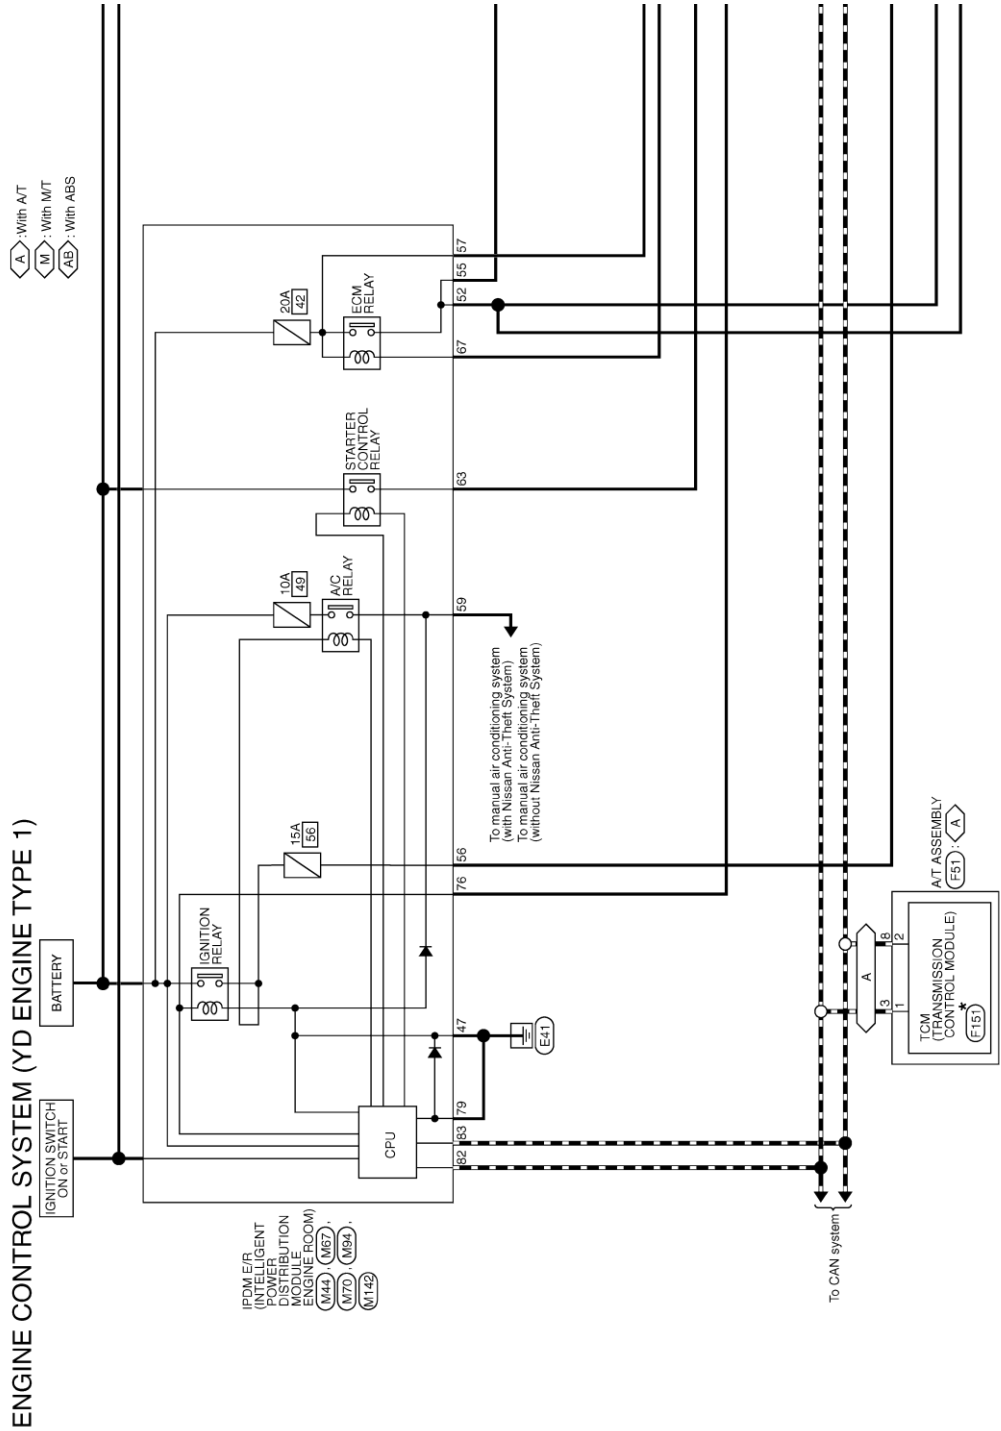 ENGINE CONTROL SYSTEM (YD ENGINE TYPE 1)
A : With A/T
M : With M/T
AB : With ABS
IGNITION SWITCH
ON or START
BATTERY
IPDM E/R
(INTELLIGENT
POWER
DISTRIBUTION
MODULE
ENGINE ROOM)
M44 , M67 ,
M70 , M94 ,
M142
IGNITION
RELAY
15A
56
10A
49
A/C
RELAY
STARTER
CONTROL
RELAY
20A
42
ECM
RELAY
CPU
82
83
79
47
76
56
59
63
67
52
55
57
E41
To manual air conditioning system
(with Nissan Anti-Theft System)
To manual air conditioning system
(without Nissan Anti-Theft System)
To CAN system
A
3
8
1
2
TCM
(TRANSMISSION
CONTROL MODULE)
*
F151
A/T ASSEMBLY
F51 : A